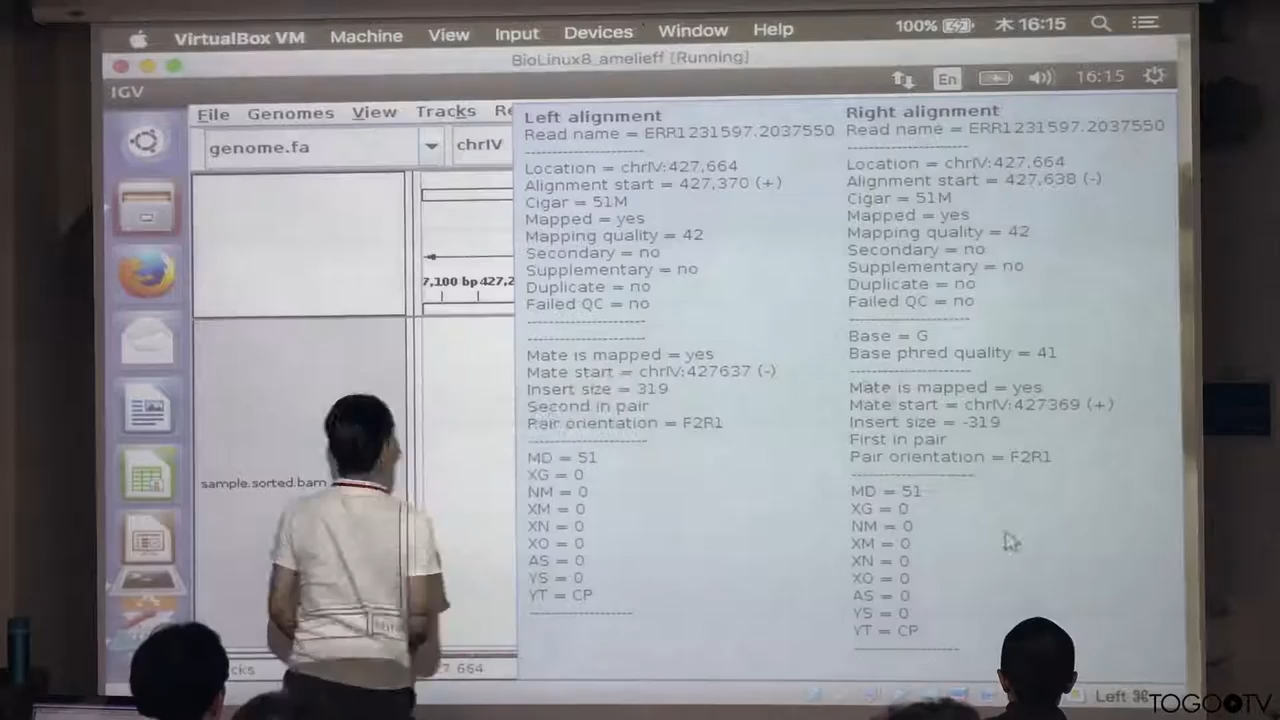 VirtualBox VM Machine View Input Devices Window Help 100% 木 16:15
BioLinux8_amelieff [Running]
IGV En 16:15
File Genomes View Tracks
genome.fa chrIV
7,100 bp 427,2
sample.sorted.bam
664
Left alignment
Read name = ERR1231597.2037550
----------------------
Location = chrIV:427,664
Alignment start = 427,370 (+)
Cigar = 51M
Mapped = yes
Mapping quality = 42
Secondary = no
Supplementary = no
Duplicate = no
Failed QC = no
----------------------
----------------------
Mate is mapped = yes
Mate start = chrIV:427637 (-)
Insert size = 319
Second in pair
Pair orientation = F2R1
----------------------
MD = 51
XG = 0
NM = 0
XM = 0
XN = 0
XO = 0
AS = 0
YS = 0
YT = CP
--------------------
Right alignment
Read name = ERR1231597.2037550
----------------------
Location = chrIV:427,664
Alignment start = 427,638 (-)
Cigar = 51M
Mapped = yes
Mapping quality = 42
Secondary = no
Supplementary = no
Duplicate = no
Failed QC = no
----------------------
Base = G
Base phred quality = 41
----------------------
Mate is mapped = yes
Mate start = chrIV:427369 (+)
Insert size = -319
First in pair
Pair orientation = F2R1
----------------------
MD = 51
XG = 0
NM = 0
XM = 0
XN = 0
XO = 0
AS = 0
YS = 0
YT = CP
--------------------
Left ⌘
TOGOTV